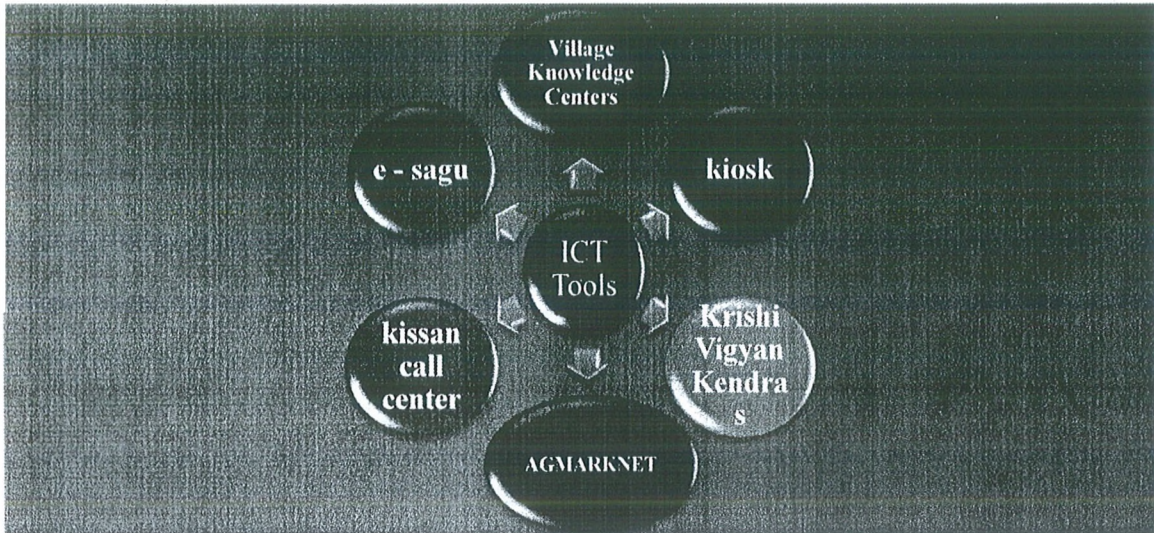 Village
Knowledge
Centers
e - sagu
kiosk
ICT
Tools
kissan
call
center
Krishi
Vigyan
Kendra
s
AGMARKNET